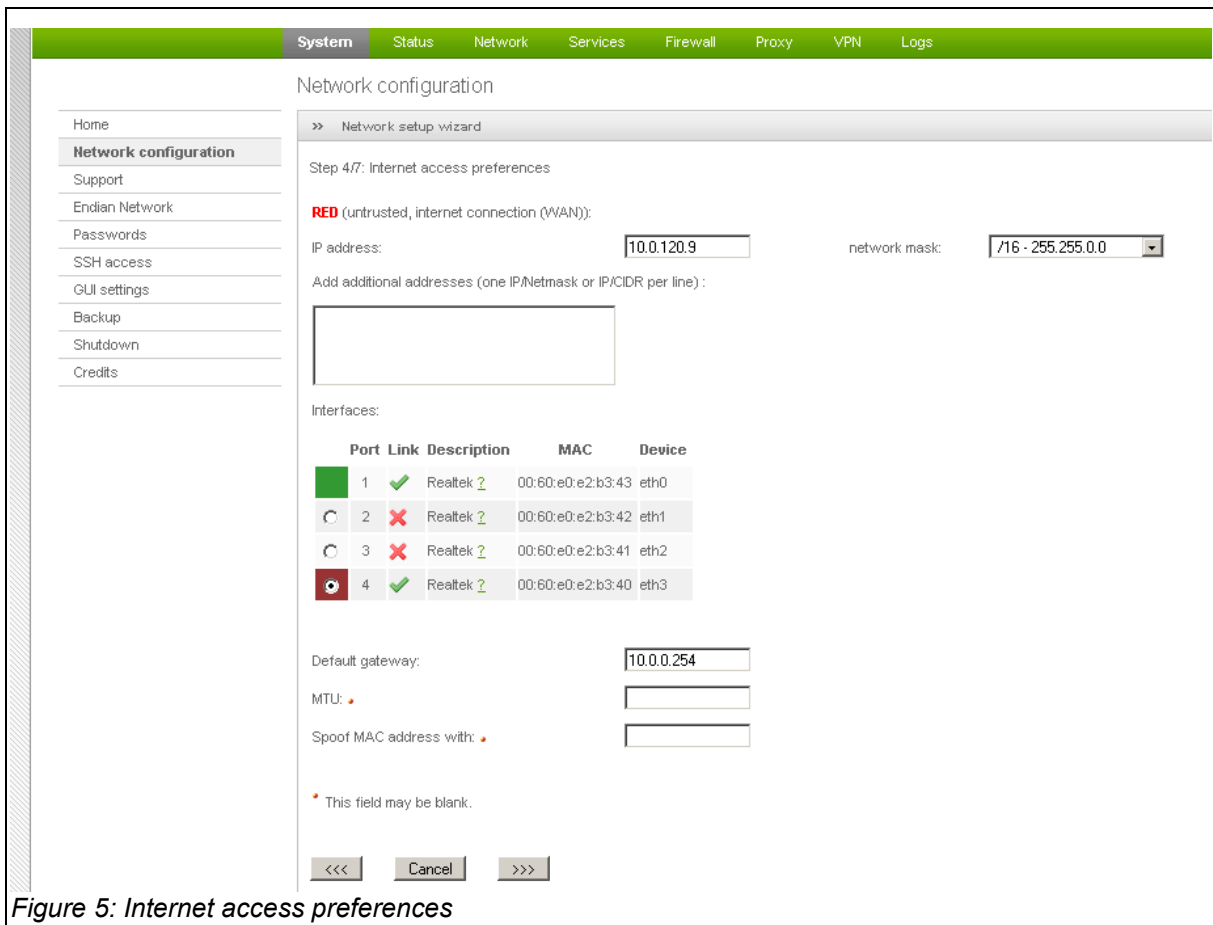 System Status Network Services Firewall Proxy VPN Logs
Network configuration
Home
Network configuration
Support
Endian Network
Passwords
SSH access
GUI settings
Backup
Shutdown
Credits
>> Network setup wizard
Step 4/7: Internet access preferences
RED (untrusted, internet connection (WAN)):
IP address: 10.0.120.9 network mask: /16 - 255.255.0.0
Add additional addresses (one IP/Netmask or IP/CIDR per line) :
Interfaces:
Port Link Description MAC Device
1 Realtek ? 00:60:e0:e2:b3:43 eth0
2 Realtek ? 00:60:e0:e2:b3:42 eth1
3 Realtek ? 00:60:e0:e2:b3:41 eth2
4 Realtek ? 00:60:e0:e2:b3:40 eth3
Default gateway: 10.0.0.254
MTU:
Spoof MAC address with:
This field may be blank.
<<< Cancel >>>
Figure 5: Internet access preferences